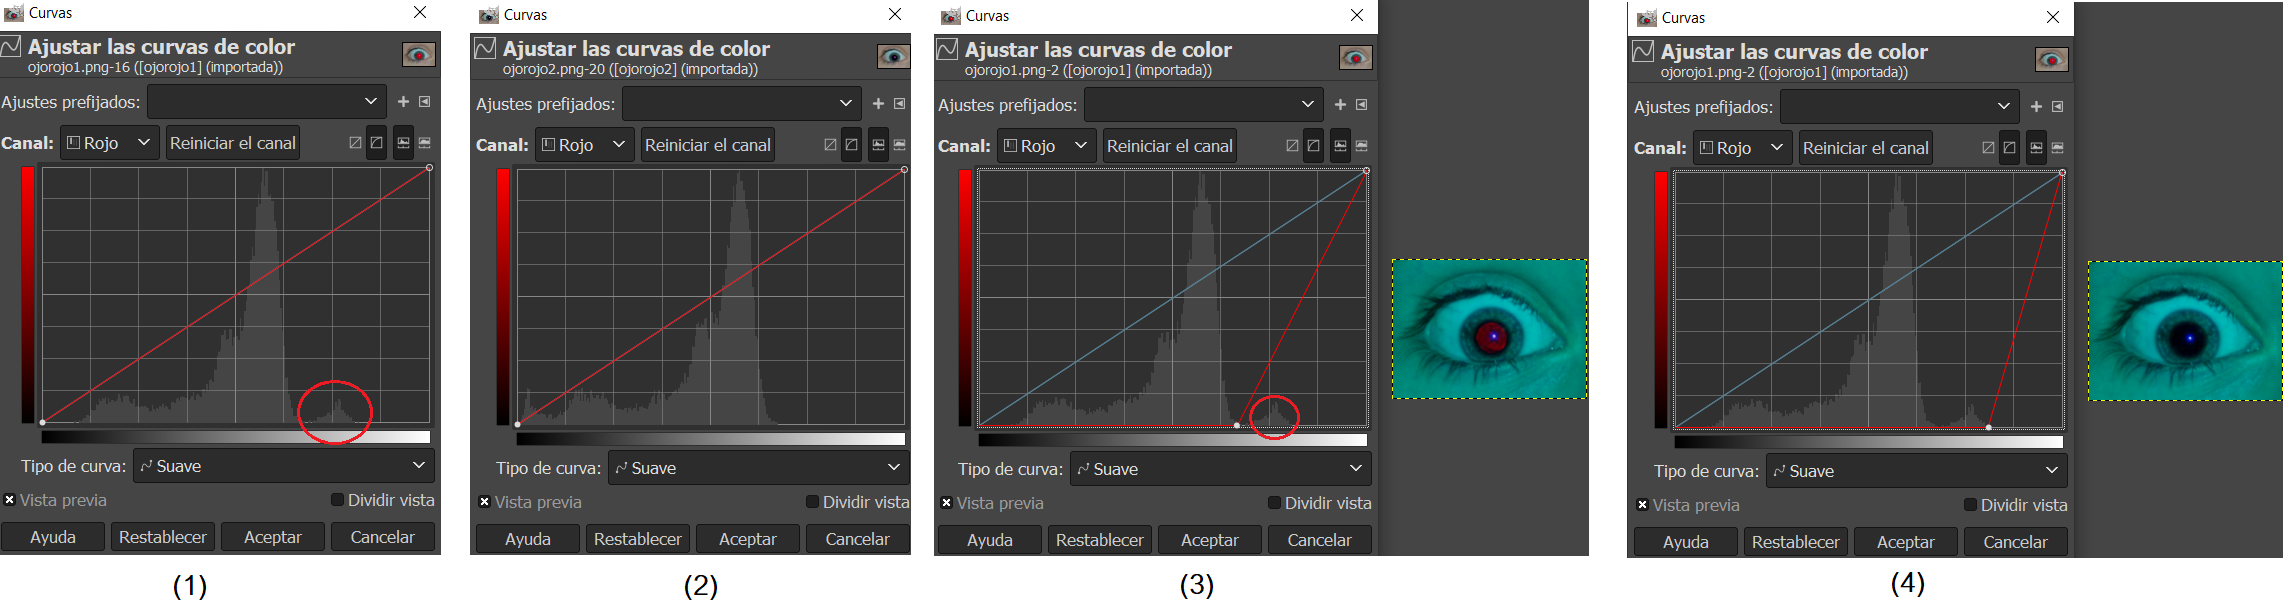 Curvas
Ajustar las curvas de color
ojorojo1.png-16 ([ojorojo1] (importada))
Ajustes prefijados:
Canal: Rojo Reiniciar el canal
Tipo de curva: Suave
Vista previa Dividir vista
Ayuda Restablecer Aceptar Cancelar
(1)
Curvas
Ajustar las curvas de color
ojorojo2.png-20 ([ojorojo2] (importada))
Ajustes prefijados:
Canal: Rojo Reiniciar el canal
Tipo de curva: Suave
Vista previa Dividir vista
Ayuda Restablecer Aceptar Cancelar
(2)
Curvas
Ajustar las curvas de color
ojorojo1.png-2 ([ojorojo1] (importada))
Ajustes prefijados:
Canal: Rojo Reiniciar el canal
Tipo de curva: Suave
Vista previa Dividir vista
Ayuda Restablecer Aceptar Cancelar
(3)
Curvas
Ajustar las curvas de color
ojorojo1.png-2 ([ojorojo1] (importada))
Ajustes prefijados:
Canal: Rojo Reiniciar el canal
Tipo de curva: Suave
Vista previa Dividir vista
Ayuda Restablecer Aceptar Cancelar
(4)